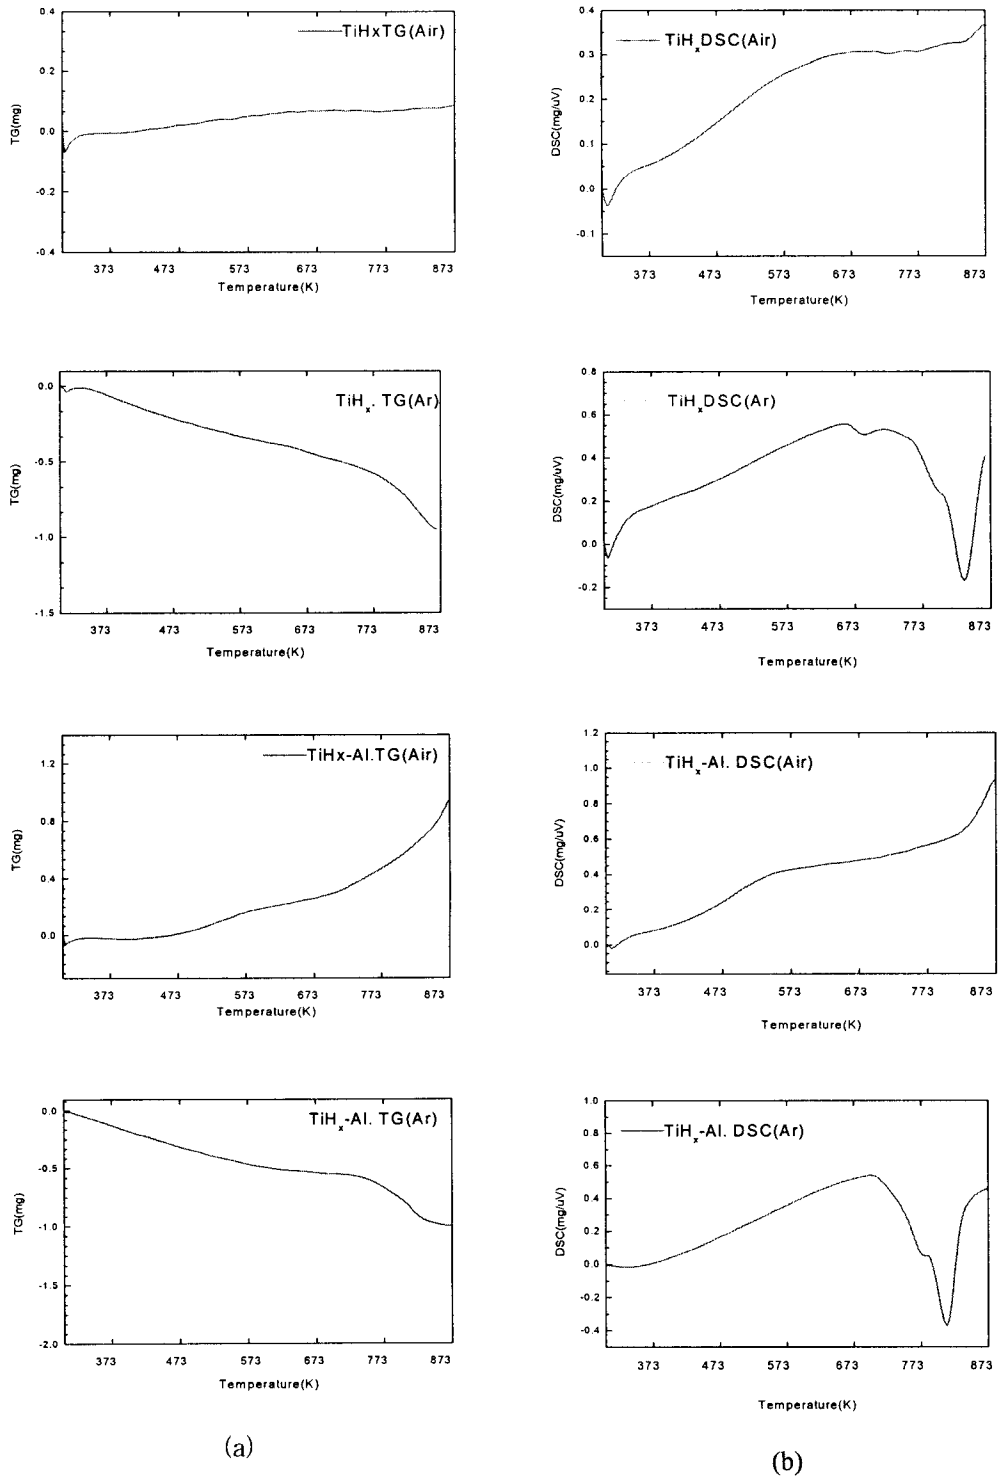 0.4
TiHxTG(Air)
0.2
0.0
-0.2
-0.4
TG(mg)
373 473 573 673 773 873
Temperature(K)
0.4
TiHxDSC(Air)
0.3
0.2
0.1
0.0
-0.1
DSC(mg/uV)
373 473 573 673 773 873
Temperature(K)
0.0
TiHx. TG(Ar)
-0.5
-1.0
-1.5
TG(mg)
373 473 573 673 773 873
Temperature(K)
0.8
TiHxDSC(Ar)
0.6
0.4
0.2
0.0
-0.2
DSC(mg/uV)
373 473 573 673 773 873
Temperature(K)
TiHx-Al.TG(Air)
1.2
0.8
0.4
0.0
TG(mg)
373 473 573 673 773 873
Temperature(K)
1.2
TiHx-Al. DSC(Air)
1.0
0.8
0.6
0.4
0.2
0.0
DSC(mg/uV)
373 473 573 673 773 873
Temperature(K)
0.0
TiHx-Al. TG(Ar)
-0.5
-1.0
-1.5
-2.0
TG(mg)
373 473 573 673 773 873
Temperature(K)
1.0
TiHx-Al. DSC(Ar)
0.8
0.6
0.4
0.2
0.0
-0.2
-0.4
DSC(mg/uV)
373 473 573 673 773 873
Temperature(K)
(a)
(b)